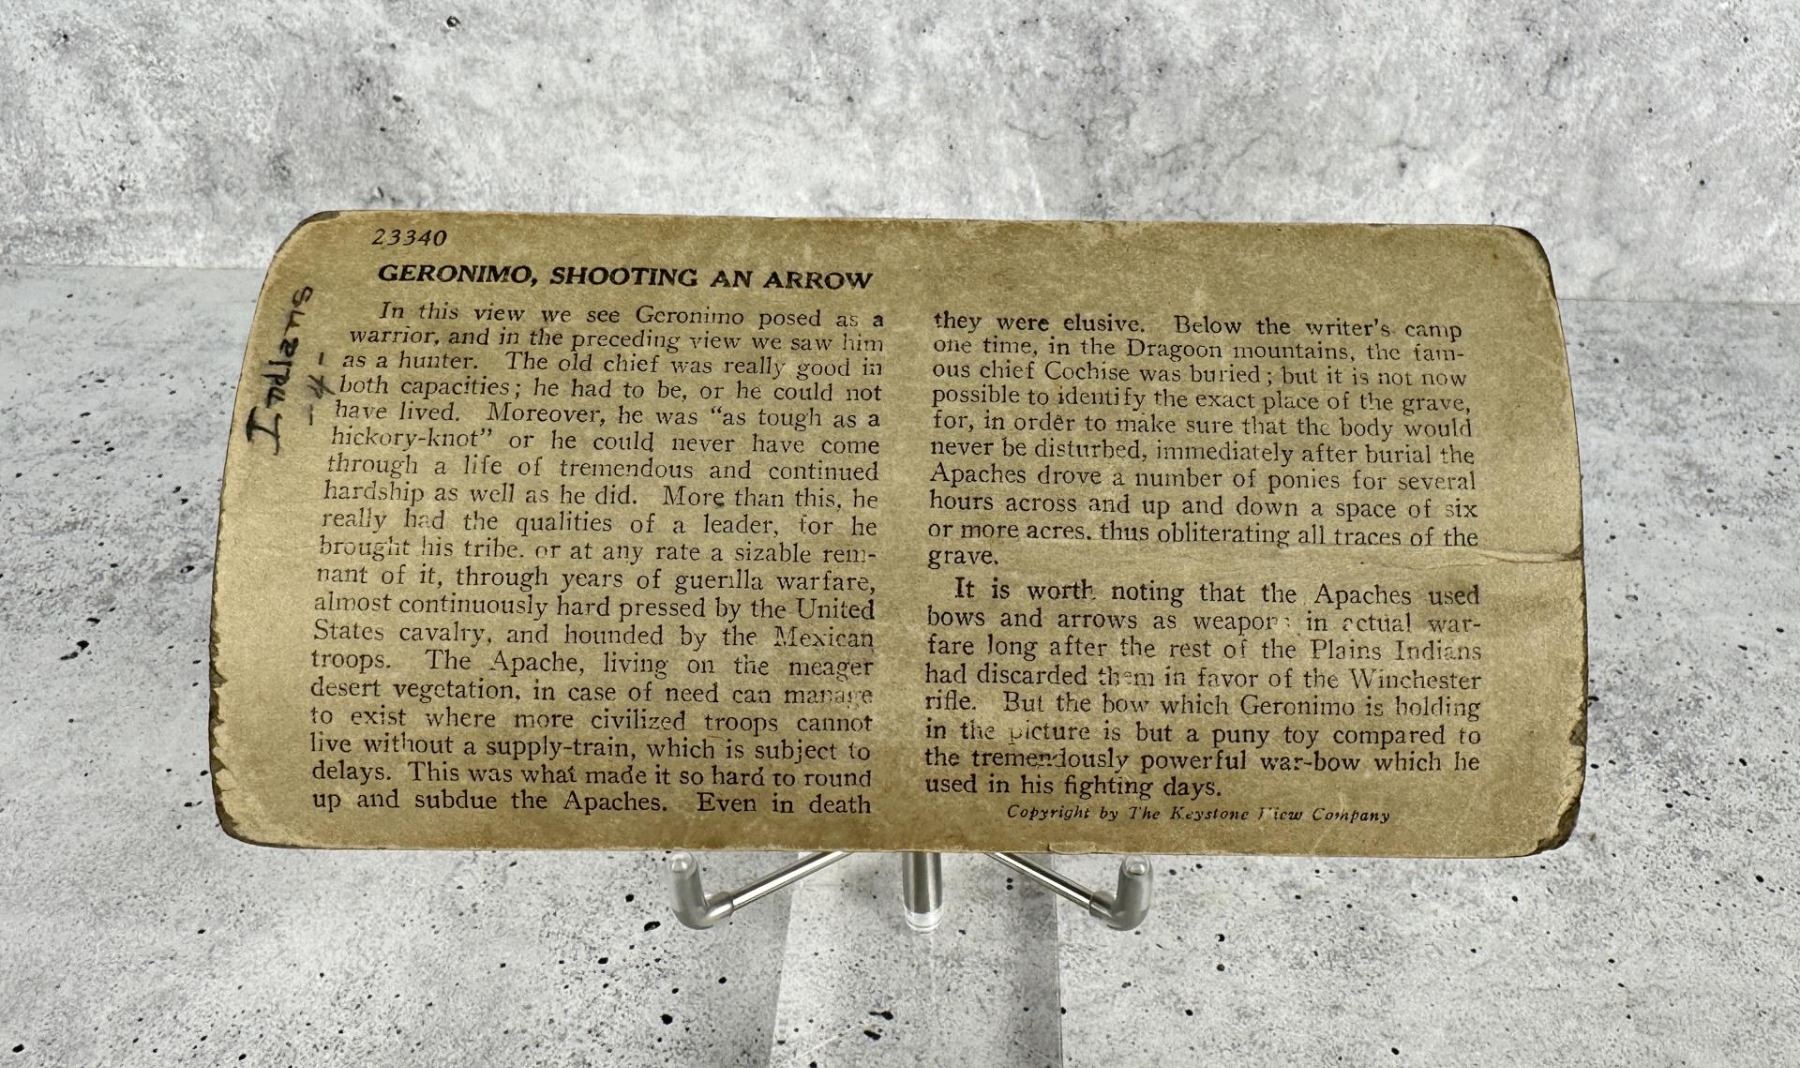 23340
GERONIMO, SHOOTING AN ARROW
In this view we see Geronimo posed as a
warrior, and in the preceding view we saw him
as a hunter. The old chief was really good in
both capacities; he had to be, or he could not
have lived. Moreover, he was "as tough as a
hickory-knot" or he could never have come
through a life of tremendous and continued
hardship as well as he did. More than this, he
really had the qualities of a leader, for he
brought his tribe, or at any rate a sizable rem-
nant of it, through years of guerilla warfare,
almost continuously hard pressed by the United
States cavalry, and hounded by the Mexican
troops. The Apache, living on the meager
desert vegetation, in case of need can manage
to exist where more civilized troops cannot
live without a supply-train, which is subject to
delays. This was what made it so hard to round
up and subdue the Apaches. Even in death
they were elusive. Below the writer's camp
one time, in the Dragoon mountains, the fam-
ous chief Cochise was buried; but it is not now
possible to identify the exact place of the grave,
for, in order to make sure that the body would
never be disturbed, immediately after burial the
Apaches drove a number of ponies for several
hours across and up and down a space of six
or more acres, thus obliterating all traces of the
grave.
It is worth noting that the Apaches used
bows and arrows as weapons in actual war-
fare long after the rest of the Plains Indians
had discarded them in favor of the Winchester
rifle. But the bow which Geronimo is holding
in the picture is but a puny toy compared to
the tremendously powerful war-bow which he
used in his fighting days.
Copyright by The Keystone View Company
Indians
-4-